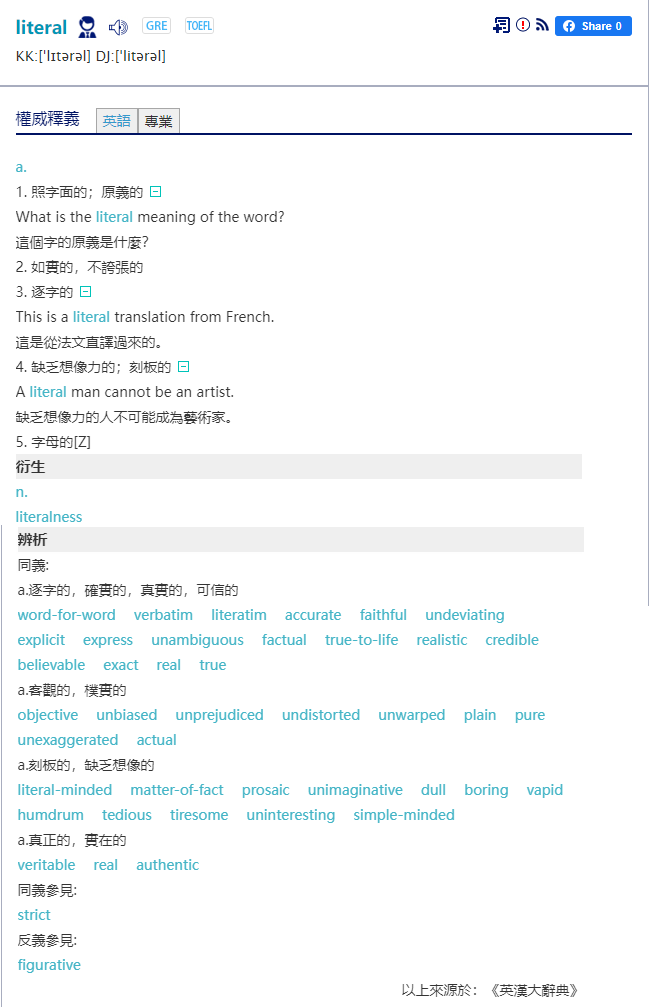 literal GRE TOEFL Share 0
KK:[ˈlɪtərəl] DJ:[ˈlitərəl]
權威釋義 英語 專業
a.
1. 照字面的；原義的
What is the literal meaning of the word?
這個字的原義是什麼？
2. 如實的，不誇張的
3. 逐字的
This is a literal translation from French.
這是從法文直譯過來的。
4. 缺乏想像力的；刻板的
A literal man cannot be an artist.
缺乏想像力的人不可能成為藝術家。
5. 字母的[Z]
衍生
n.
literalness
辨析
同義:
a.逐字的，確實的，真實的，可信的
word-for-word verbatim literatim accurate faithful undeviating
explicit express unambiguous factual true-to-life realistic credible
believable exact real true
a.客觀的，樸實的
objective unbiased unprejudiced undistorted unwarped plain pure
unexaggerated actual
a.刻板的，缺乏想像的
literal-minded matter-of-fact prosaic unimaginative dull boring vapid
humdrum tedious tiresome uninteresting simple-minded
a.真正的，實在的
veritable real authentic
同義參見:
strict
反義參見:
figurative
以上來源於：《英漢大辭典》